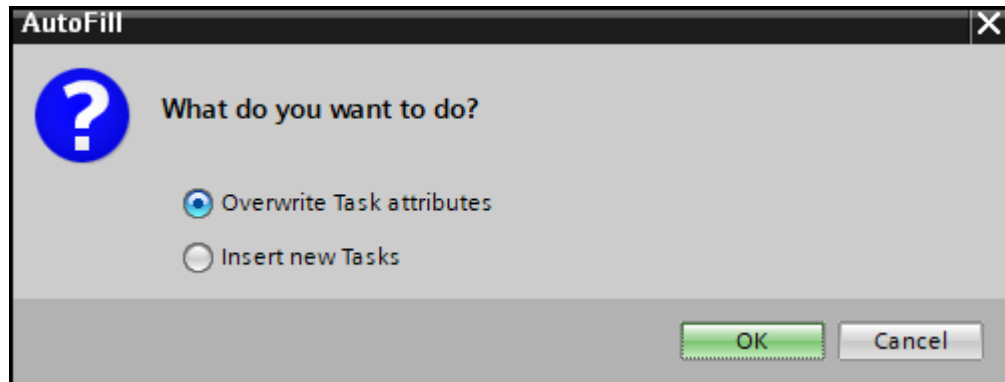 AutoFill
What do you want to do?
Overwrite Task attributes
Insert new Tasks
OK Cancel